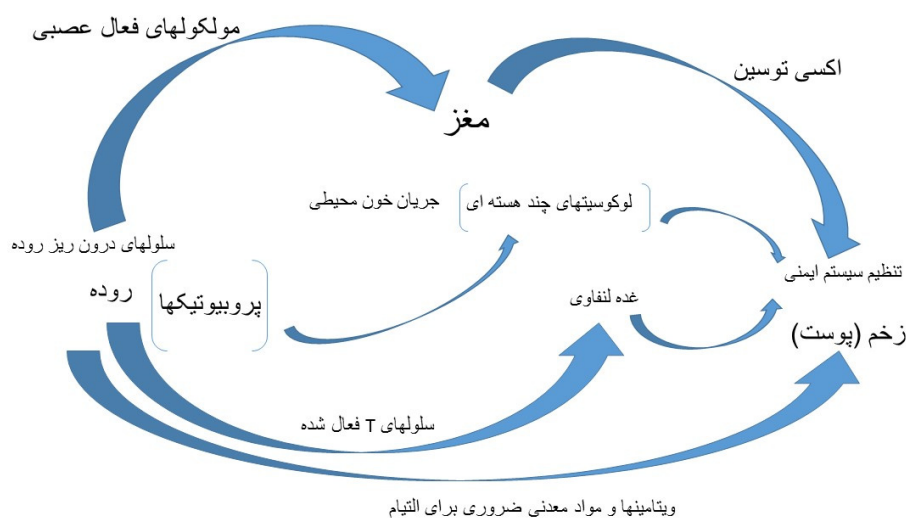 مولکولهای فعال عصبی
اکسی توسین
مغز
لوکوسیتهای چند هسته ای
جریان خون محیطی
سلولهای درون ریز روده
تنظیم سیستم ایمنی
روده
پروبیوتیکها
غده لنفاوی
زخم (پوست)
سلولهای T فعال شده
ویتامینها و مواد معدنی ضروری برای التیام